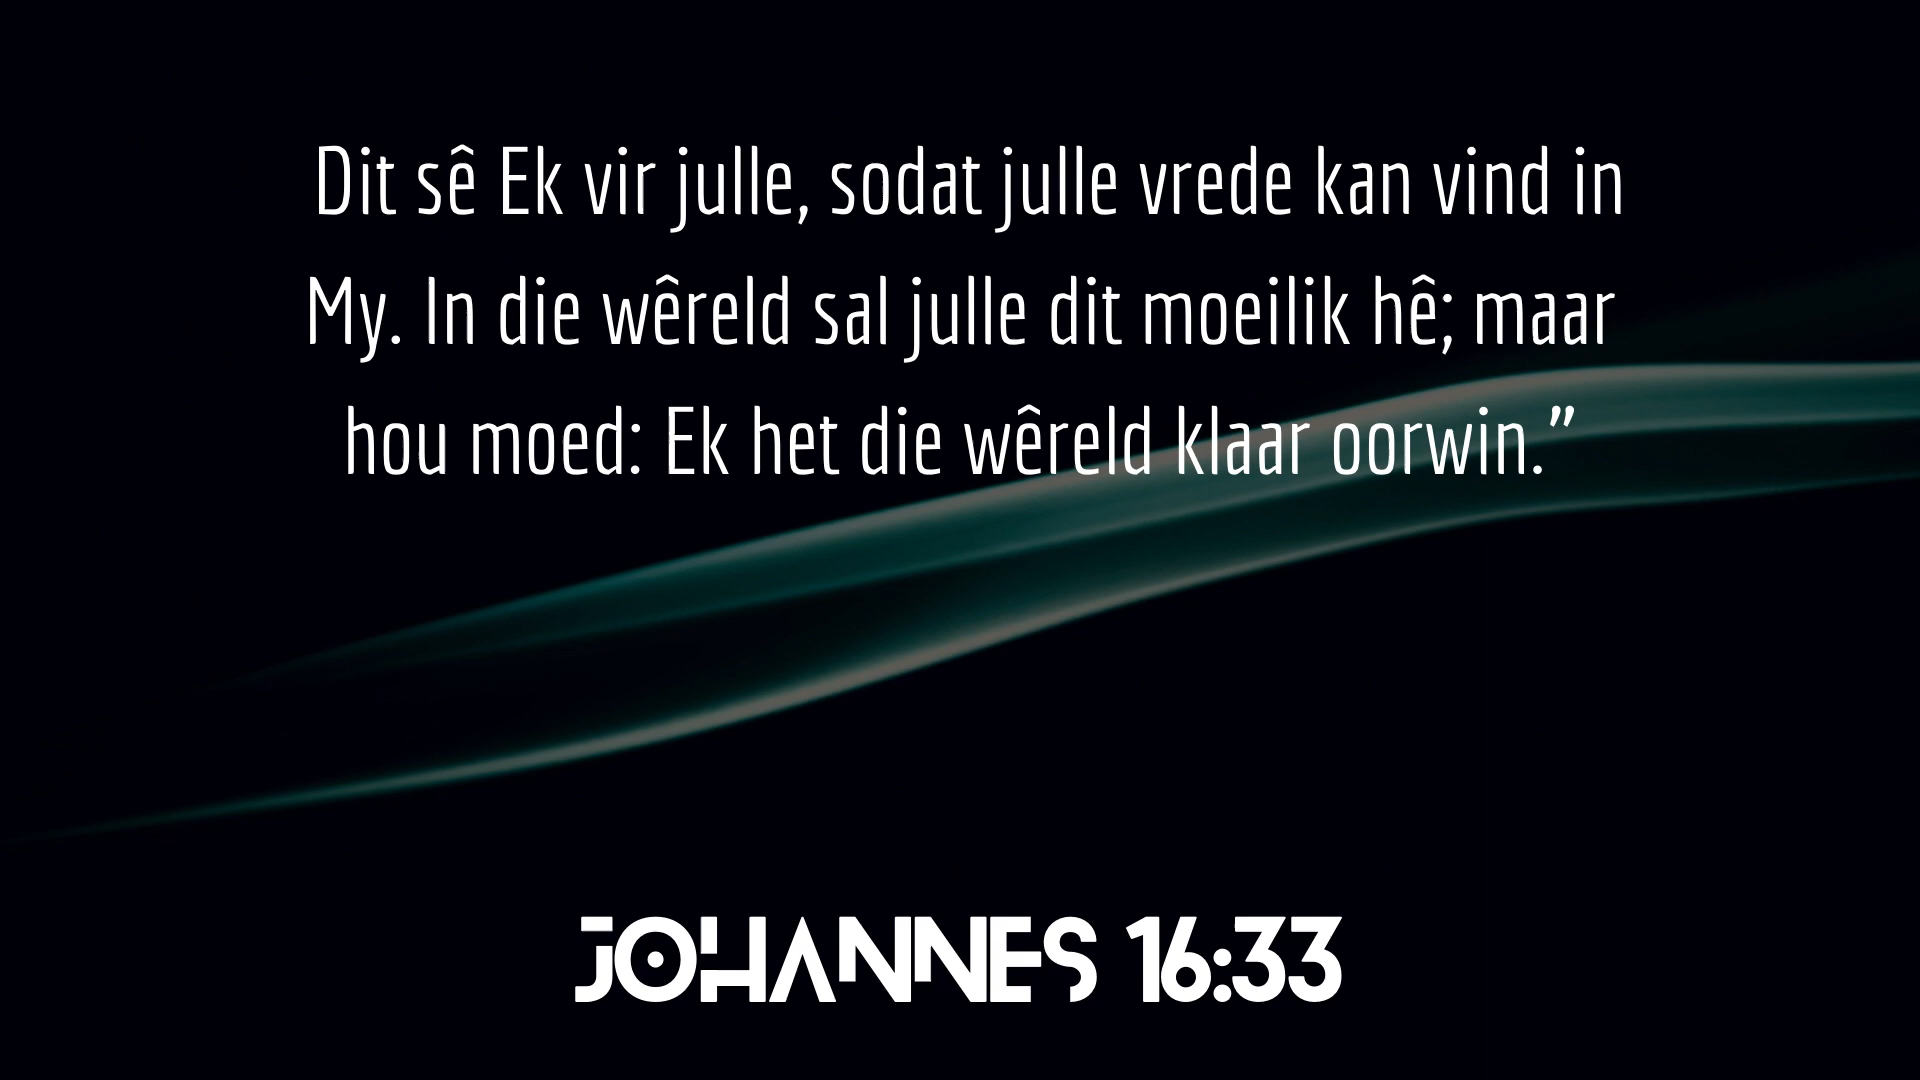 Dit sê Ek vir julle, sodat julle vrede kan vind in
My. In die wêreld sal julle dit moeilik hê; maar
hou moed: Ek het die wêreld klaar oorwin.”
JOHANNES 16:33